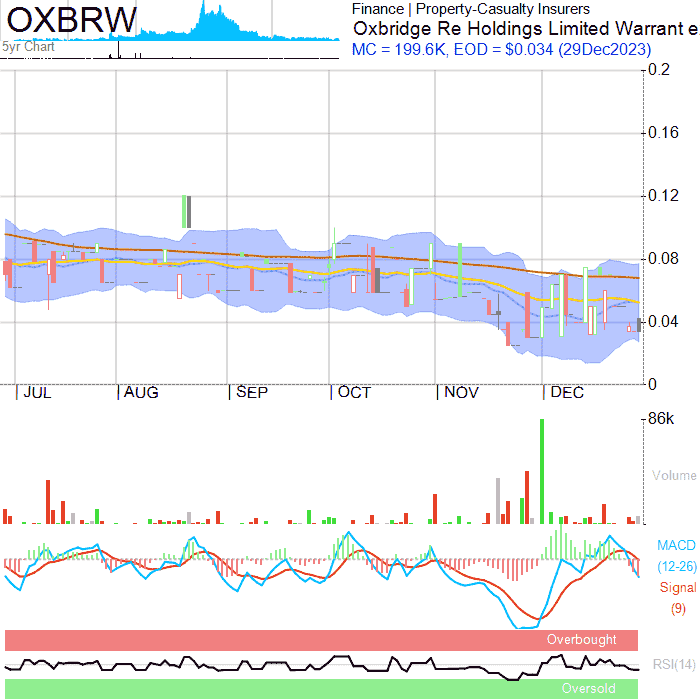 OXBRW
5yr Chart
Finance | Property-Casualty Insurers
Oxbridge Re Holdings Limited Warrant e
MC = 199.6K, EOD = $0.034 (29Dec2023)
0.2
0.16
0.12
0.08
0.04
0
JUL AUG SEP OCT NOV DEC
86k
Volume
MACD
(12-26)
Signal
(9)
Overbought
RSI(14)
Oversold